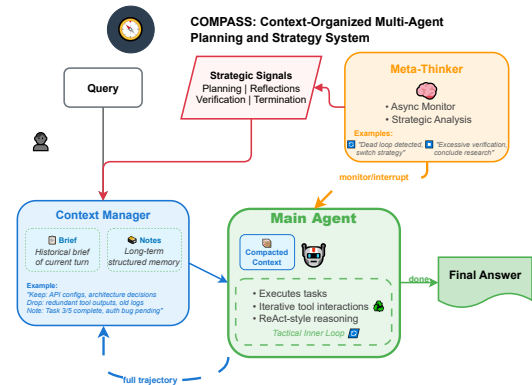 COMPASS: Context-Organized Multi-Agent
Planning and Strategy System
Query
Strategic Signals
Planning | Reflections
Verification | Termination
Meta-Thinker
• Async Monitor
• Strategic Analysis
Examples:
"Dead loop detected,
switch strategy"
"Excessive verification,
conclude research"
monitor/interrupt
Context Manager
Brief
Historical brief
of current turn
Notes
Long-term
structured memory
Example:
"Keep: API configs, architecture decisions
Drop: redundant tool outputs, old logs
Note: Task 3/5 complete, auth bug pending"
Main Agent
Compacted
Context
• Executes tasks
• Iterative tool interactions
• ReAct-style reasoning
Tactical Inner Loop
done
Final Answer
full trajectory